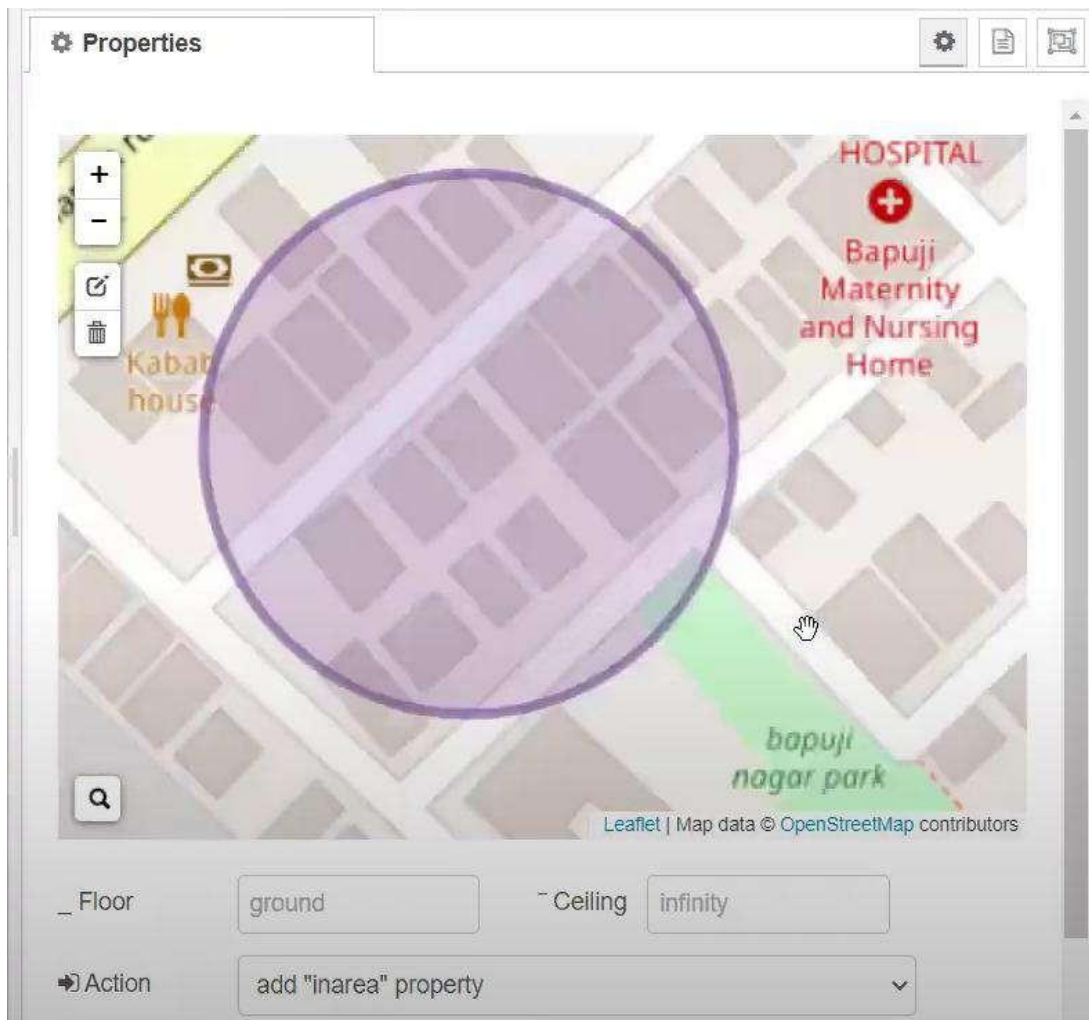 Properties
HOSPITAL
Bapuji
Maternity
and Nursing
Home
Kabab
house
bapuji
nagar park
Leaflet | Map data © OpenStreetMap contributors
Floor
ground
Ceiling
infinity
Action
add "inarea" property